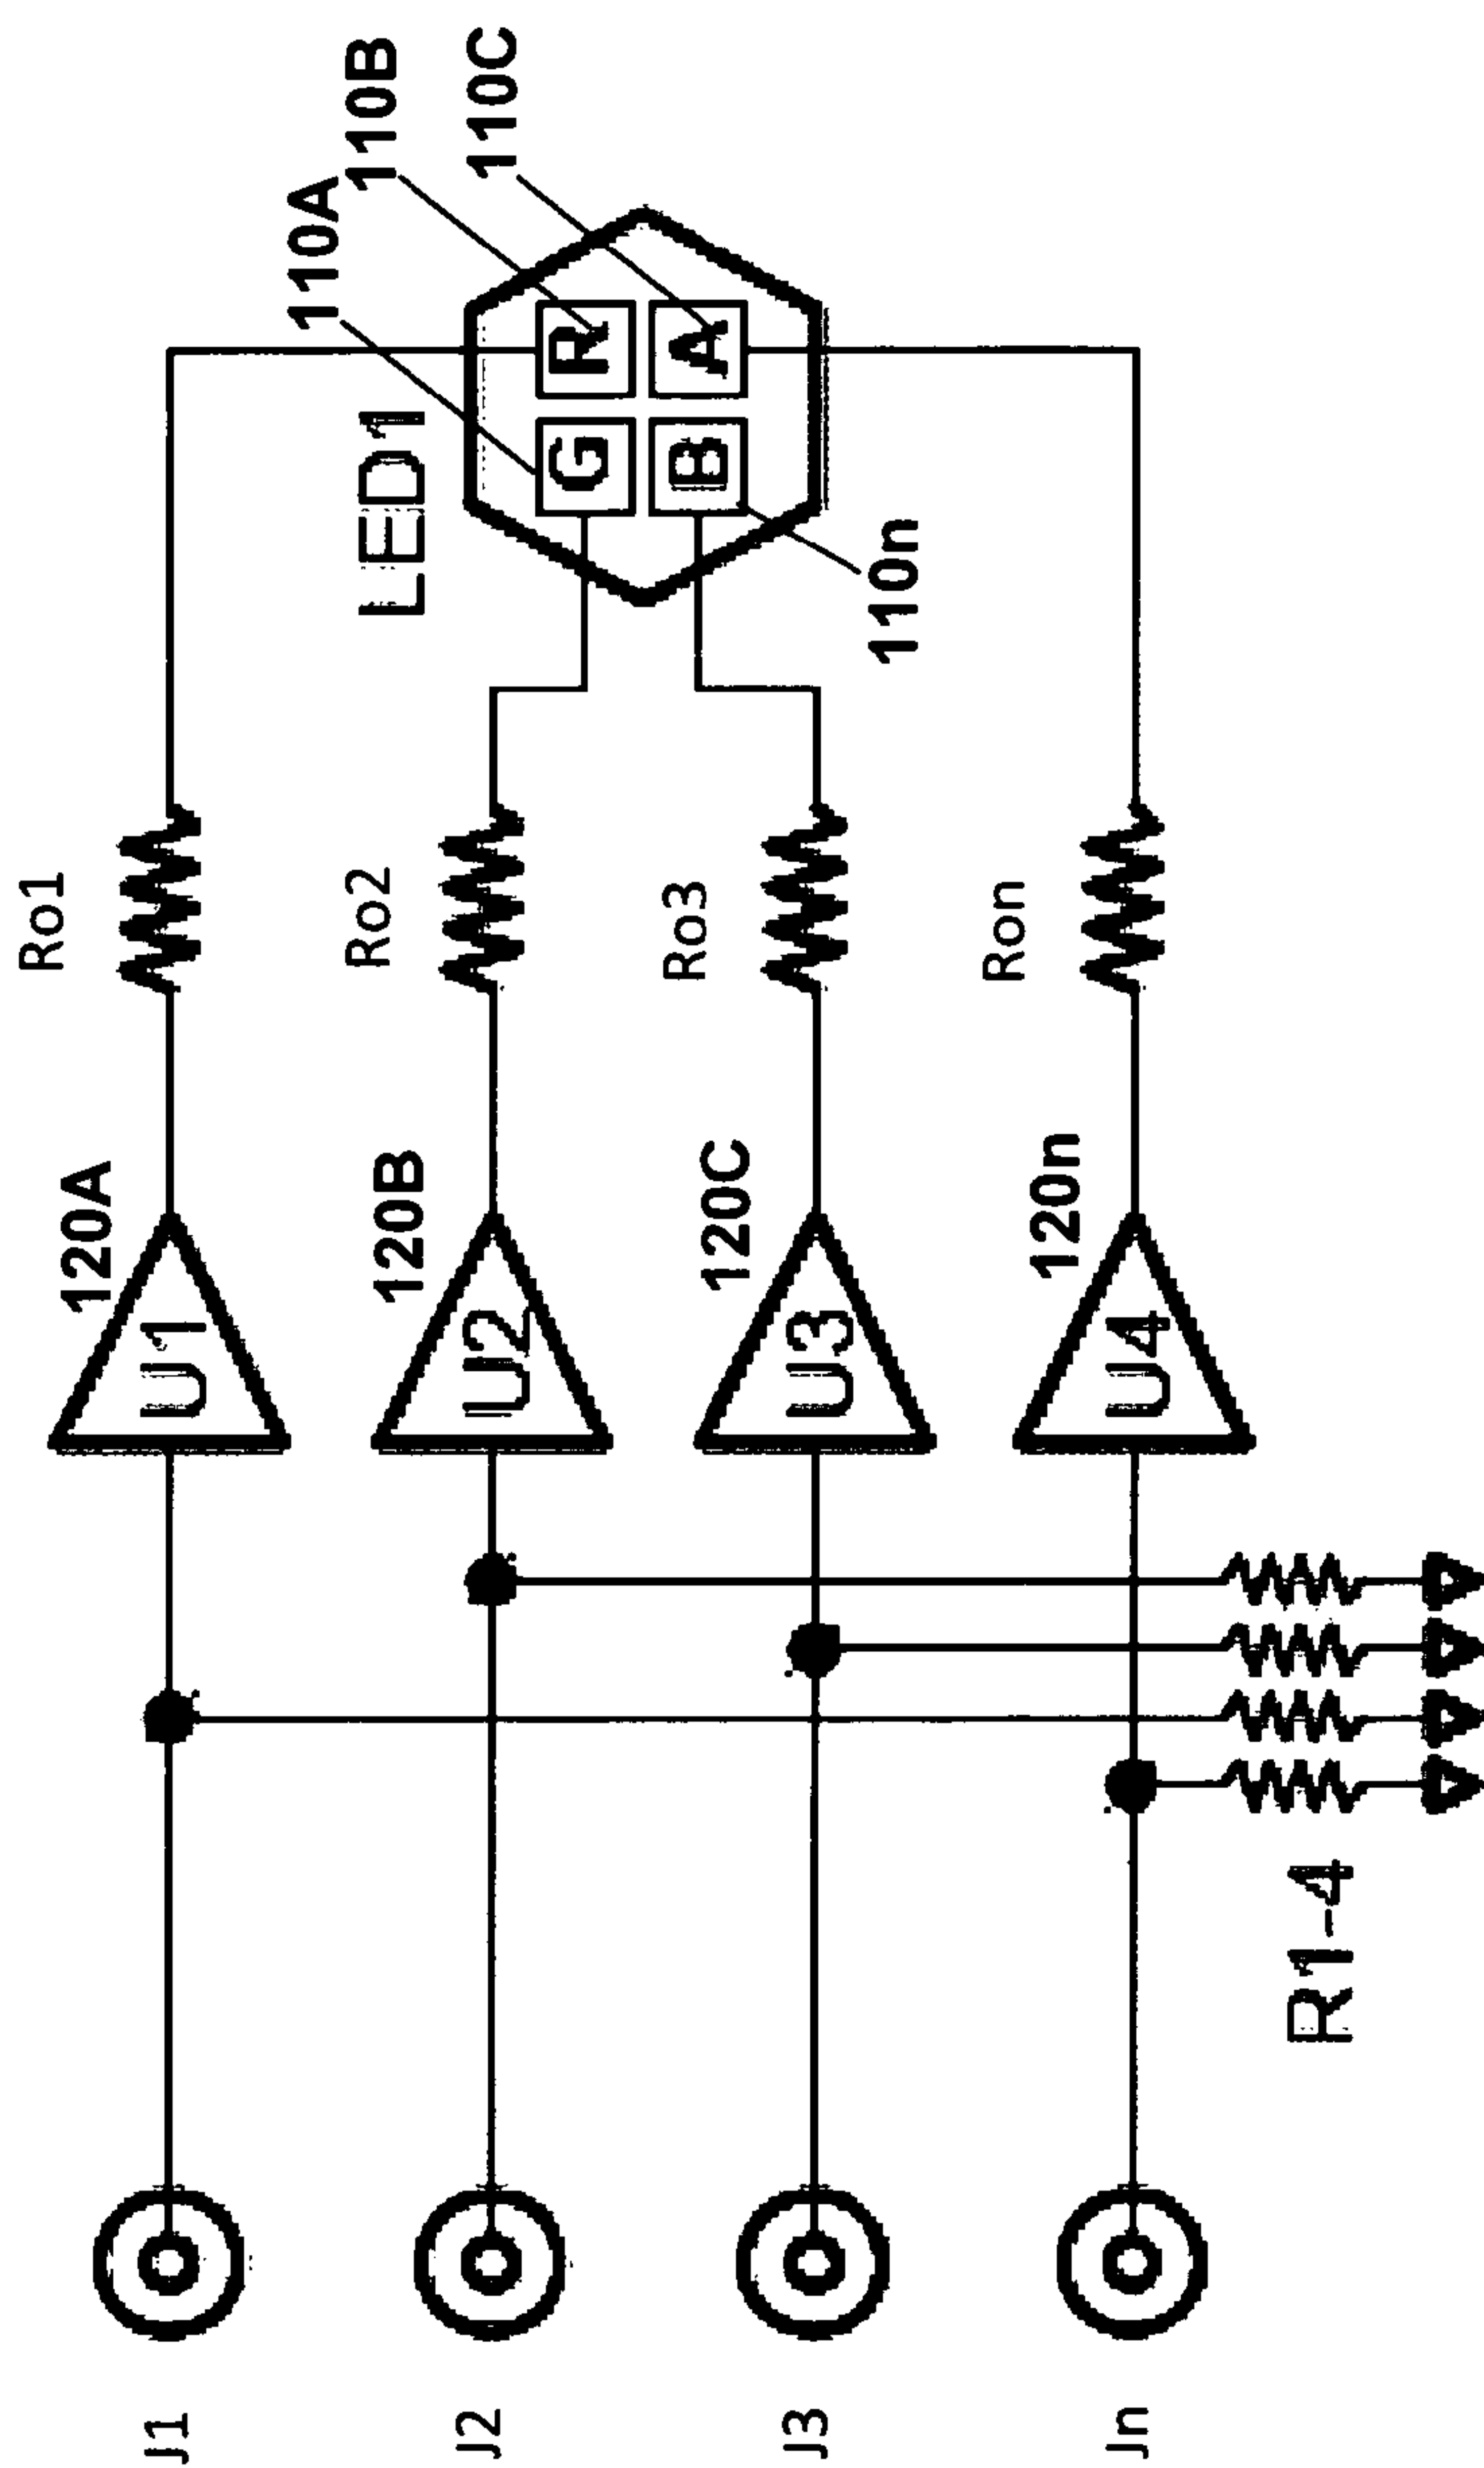 J1
J2
J3
Jn
R1-4
U1
U2
U3
U4
120A
120B
120C
120n
Ro1
Ro2
Ro3
Ron
LED1
G
R
B
A
110A
110B
110C
110n